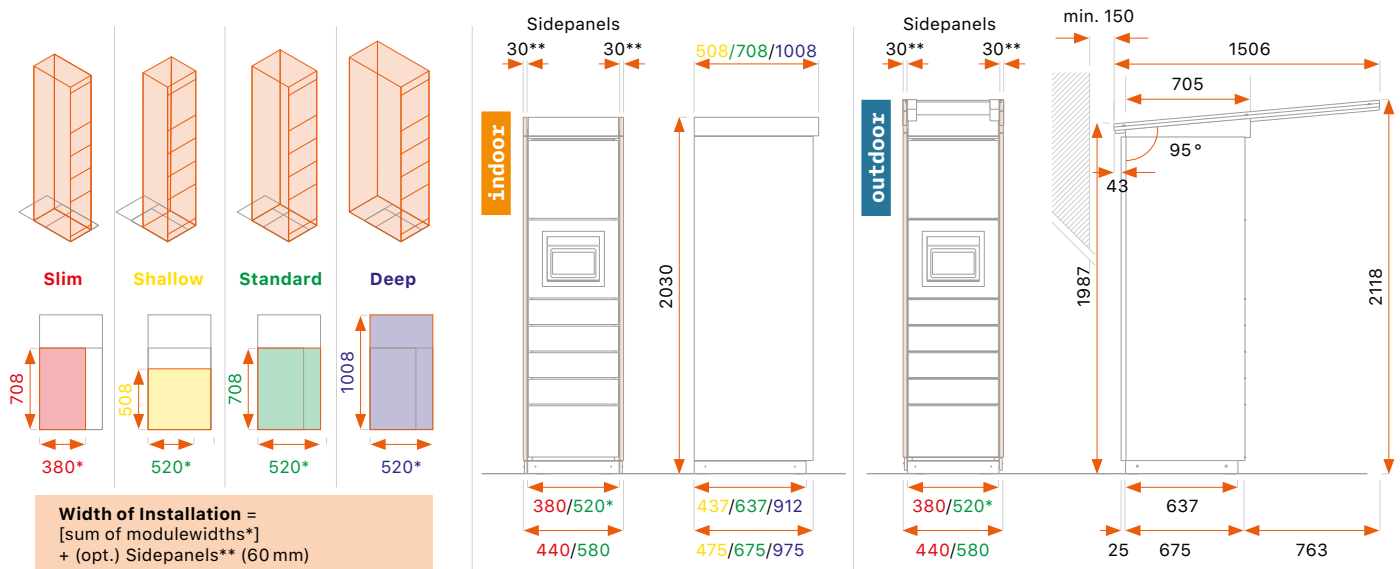 Slim
Shallow
Standard
Deep
708
508
708
1008
380*
520*
520*
520*
Width of Installation =
[sum of modulewidths*]
+ (opt.) Sidepanels** (60 mm)
indoor
Sidepanels
30**
30**
508/708/1008
2030
380/520*
437/637/912
440/580
475/675/975
outdoor
Sidepanels
30**
30**
min. 150
1506
705
95°
43
1987
2118
380/520*
637
440/580
25
675
763